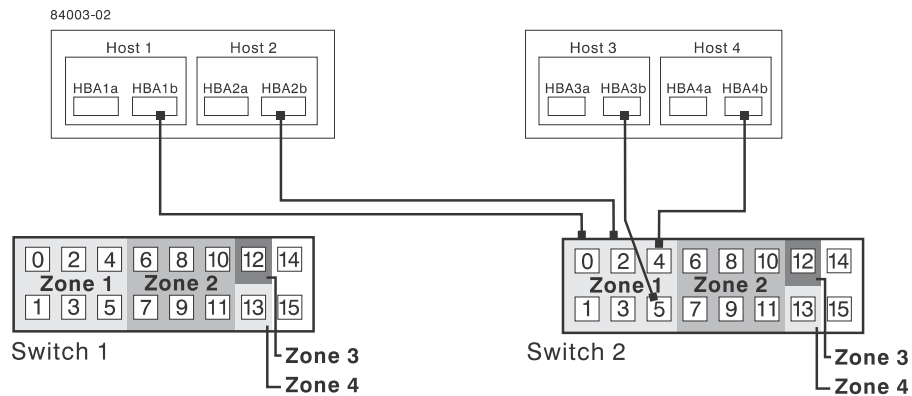 84003-02
Host 1 Host 2 Host 3 Host 4
HBA1a HBA1b HBA2a HBA2b HBA3a HBA3b HBA4a HBA4b
0 2 4 6 8 10 12 14 0 2 4 6 8 10 12 14
Zone 1 Zone 2 Zone 1 Zone 2
1 3 5 7 9 11 13 15 1 3 5 7 9 11 13 15
Switch 1 Switch 2
Zone 3 Zone 3
Zone 4 Zone 4